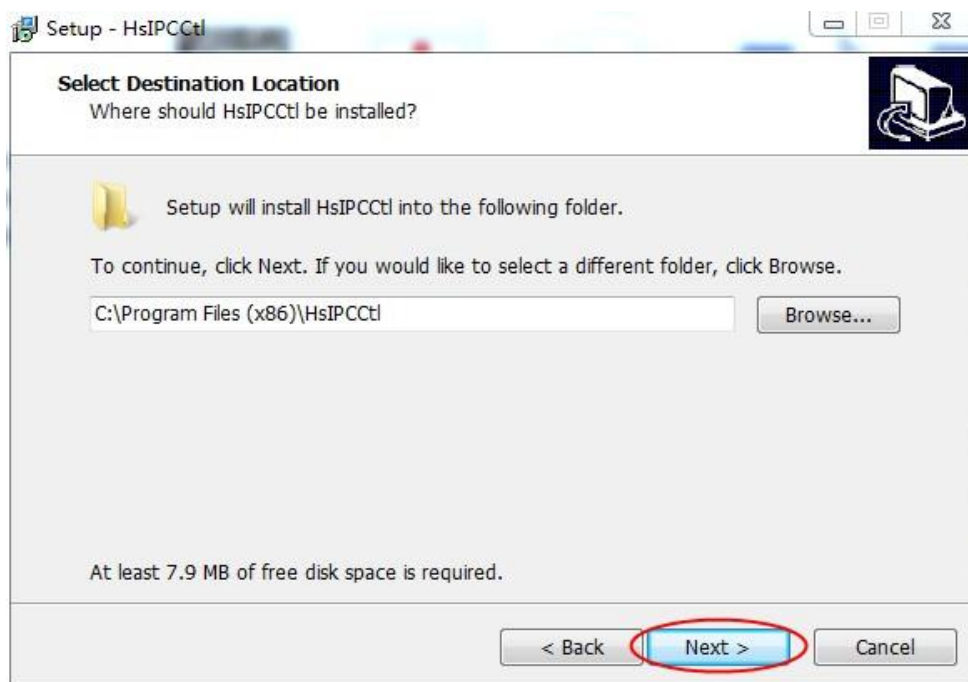 Setup - HsIPCCtl
Select Destination Location
Where should HsIPCCtl be installed?
Setup will install HsIPCCtl into the following folder.
To continue, click Next. If you would like to select a different folder, click Browse.
C:\Program Files (x86)\HsIPCCtl
Browse...
At least 7.9 MB of free disk space is required.
< Back
Next >
Cancel